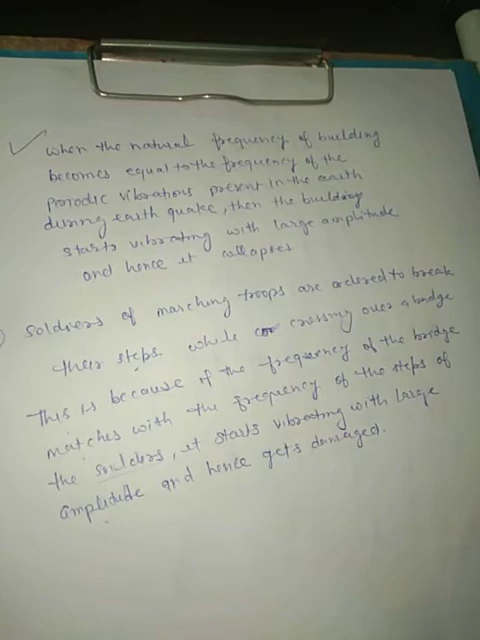 when the natural frequency of building
becomes equal to the frequency of the
periodic vibrations present in the earth
during earth quake, then the building
starts vibrating with large amplitude
and hence it collapses
Soldiers of marching troops are ordered to break
their steps. while crossing over a bridge
This is because if the frequency of the bridge
matches with the frequency of the steps of
the soulders, it starts vibrating with large
amplitude and hence gets damaged.